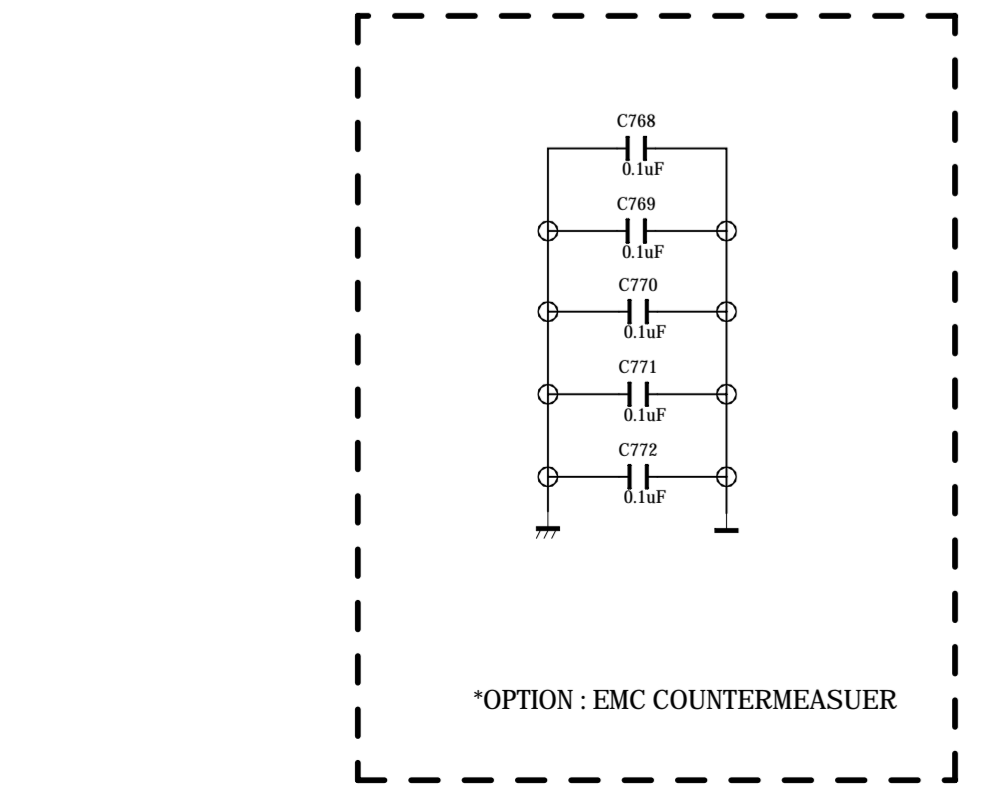 C768
0.1uF
C769
0.1uF
C770
0.1uF
C771
0.1uF
C772
0.1uF
*OPTION : EMC COUNTERMEASUER